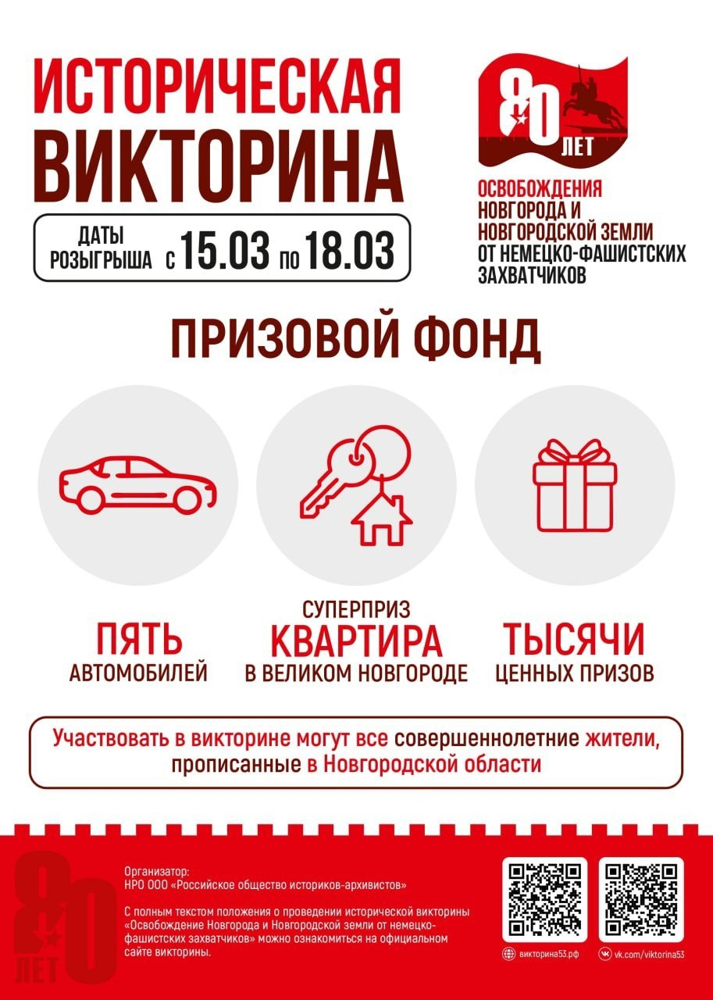 ИСТОРИЧЕСКАЯ
ВИКТОРИНА
ДАТЫ
РОЗЫГРЫША С 15.03 ПО 18.03
80
ЛЕТ
ОСВОБОЖДЕНИЯ
НОВГОРОДА И
НОВГОРОДСКОЙ ЗЕМЛИ
ОТ НЕМЕЦКО-ФАШИСТСКИХ
ЗАХВАТЧИКОВ
ПРИЗОВОЙ ФОНД
ПЯТЬ
АВТОМОБИЛЕЙ
СУПЕРПРИЗ
КВАРТИРА
В ВЕЛИКОМ НОВГОРОДЕ
ТЫСЯЧИ
ЦЕННЫХ ПРИЗОВ
Участвовать в викторине могут все совершеннолетние жители,
прописанные в Новгородской области
80
ЛЕТ
Организатор:
НРО ООО «Российское общество историков-архивистов»
С полным текстом положения о проведении исторической викторины
«Освобождение Новгорода и Новгородской земли от немецко-
фашистских захватчиков» можно ознакомиться на официальном
сайте викторины.
викторина53.рф
vk.com/viktorina53